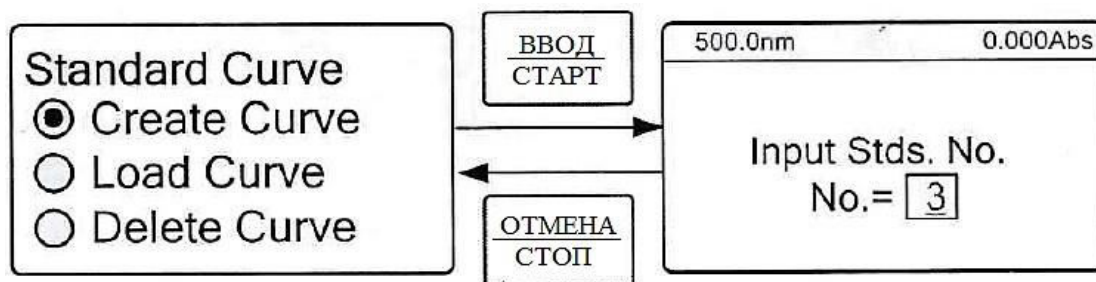 Standard Curve
Create Curve
Load Curve
Delete Curve
ВВОД
СТАРТ
ОТМЕНА
СТОП
500.0nm 0.000Abs
Input Stds. No.
No.= 3